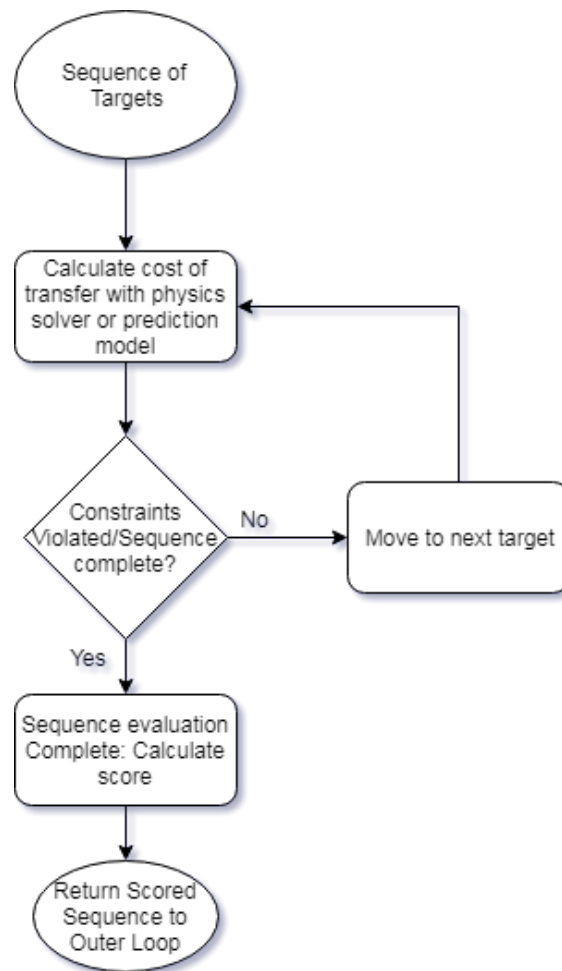 Sequence of
Targets
Calculate cost of
transfer with physics
solver or prediction
model
Constraints
Violated/Sequence
complete?
No
Move to next target
Yes
Sequence evaluation
Complete: Calculate
score
Return Scored
Sequence to
Outer Loop